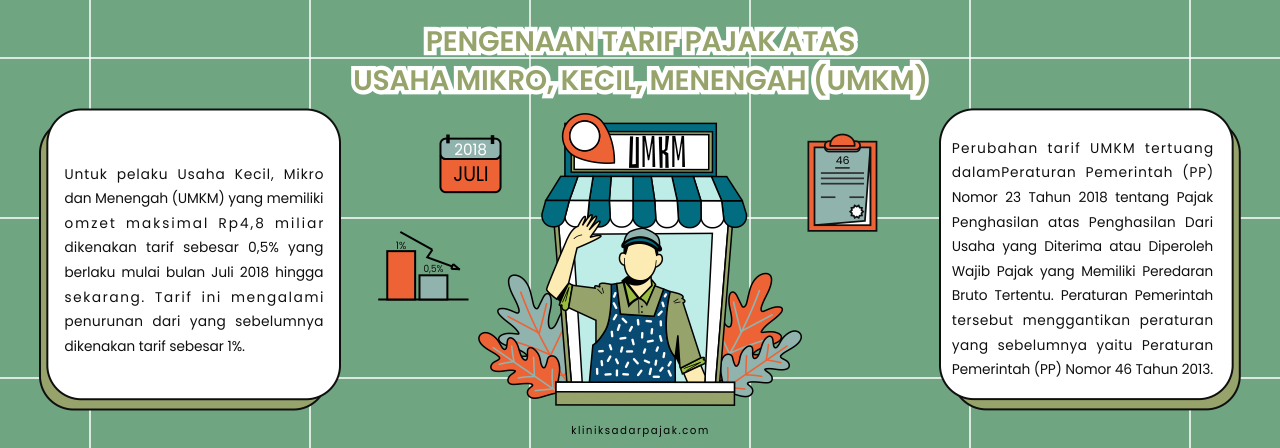 PENGENAAN TARIF PAJAK ATAS
USAHA MIKRO, KECIL, MENENGAH (UMKM)
Untuk pelaku Usaha Kecil, Mikro
dan Menengah (UMKM) yang memiliki
omzet maksimal Rp4,8 miliar
dikenakan tarif sebesar 0,5% yang
berlaku mulai bulan Juli 2018 hingga
sekarang. Tarif ini mengalami
penurunan dari yang sebelumnya
dikenakan tarif sebesar 1%.
2018
JULI
1%
0,5%
UMKM
46
Perubahan tarif UMKM tertuang
dalamPeraturan Pemerintah (PP)
Nomor 23 Tahun 2018 tentang Pajak
Penghasilan atas Penghasilan Dari
Usaha yang Diterima atau Diperoleh
Wajib Pajak yang Memiliki Peredaran
Bruto Tertentu. Peraturan Pemerintah
tersebut menggantikan peraturan
yang sebelumnya yaitu Peraturan
Pemerintah (PP) Nomor 46 Tahun 2013.
kliniksadarpajak.com